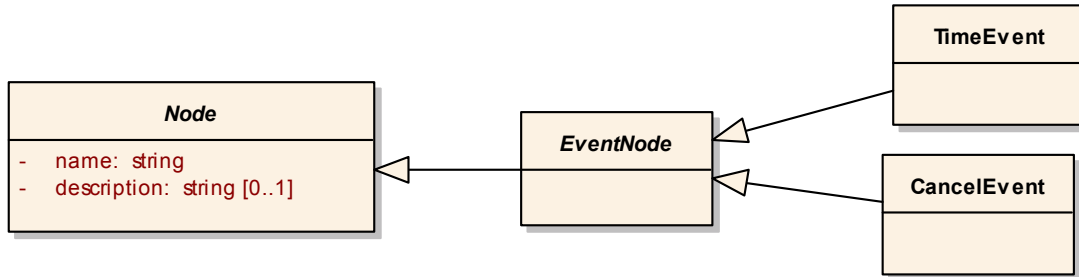 TimeEvent
Node
- name: string
- description: string [0..1]
EventNode
CancelEvent